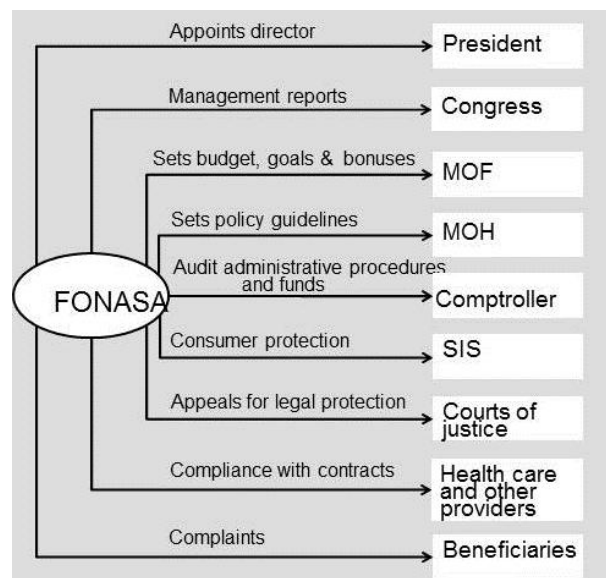 Appoints director
President
Management reports
Congress
Sets budget, goals & bonuses
MOF
Sets policy guidelines
MOH
Audit administrative procedures
and funds
Comptroller
FONASA
Consumer protection
SIS
Appeals for legal protection
Courts of
justice
Compliance with contracts
Health care
and other
providers
Complaints
Beneficiaries